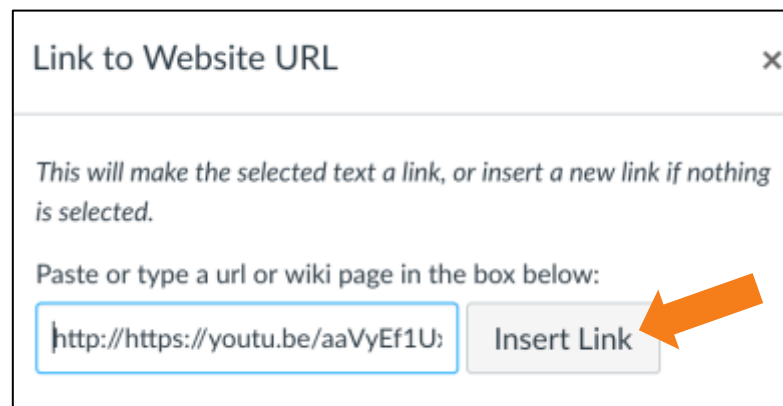 Link to Website URL
×
This will make the selected text a link, or insert a new link if nothing
is selected.
Paste or type a url or wiki page in the box below:
http://https://youtu.be/aaVyEf1U
Insert Link